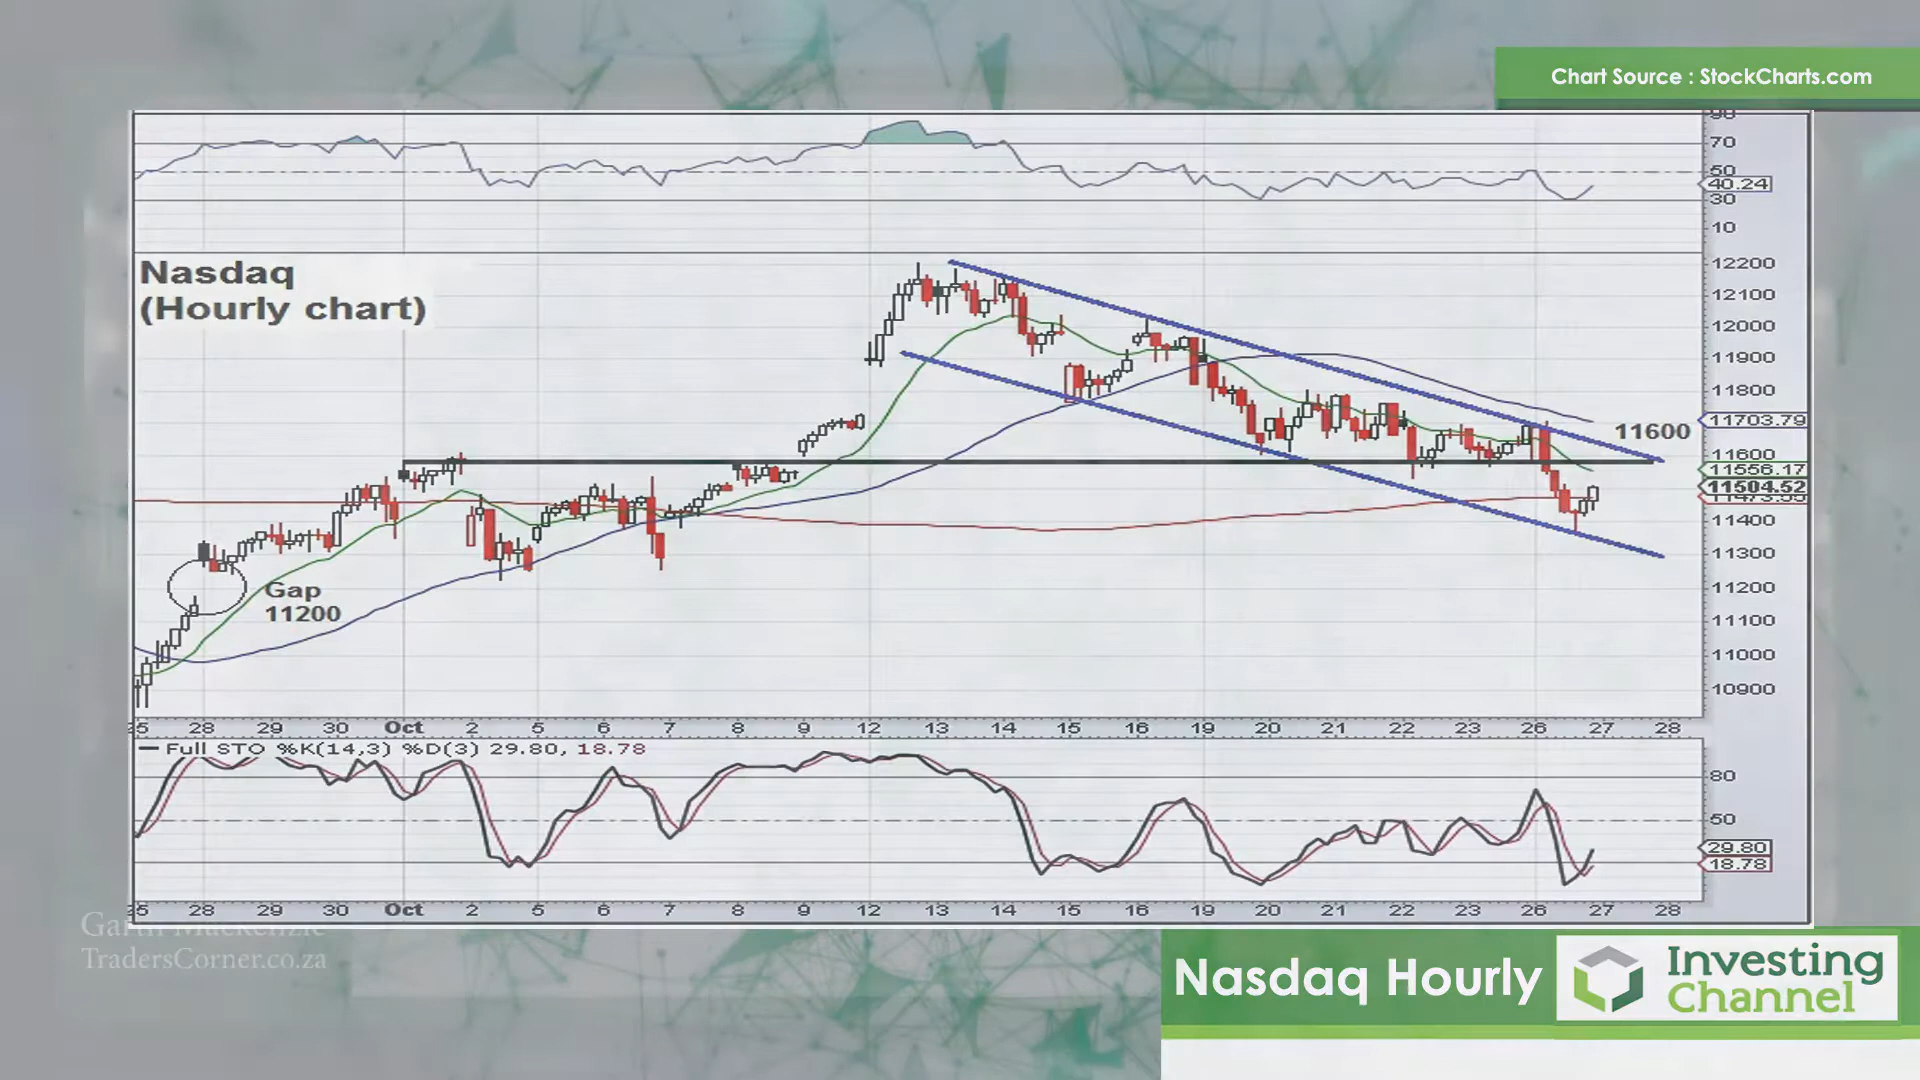 Chart Source : StockCharts.com
90
70
50
40.24
30
10
Nasdaq
(Hourly chart)
12200
12100
12000
11900
11800
11703.79
11600
11600
11556.17
11504.52
11400
11300
11200
11100
11000
10900
Gap
11200
25 28 29 30 Oct 2 5 6 7 8 9 12 13 14 15 16 19 20 21 22 23 26 27 28
Full STO %K(14,3) %D(3) 29.80, 18.78
80
50
29.80
18.78
25 28 29 30 Oct 2 5 6 7 8 9 12 13 14 15 16 19 20 21 22 23 26 27 28
Garth Mackenzie
TradersCorner.co.za
Nasdaq Hourly
Investing
Channel